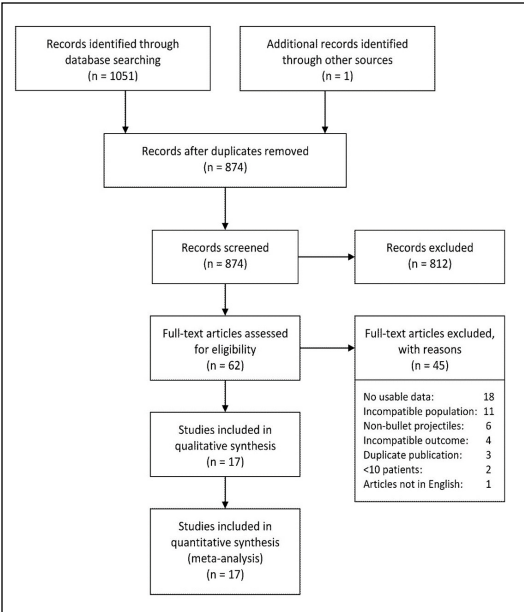 Records identified through
database searching
(n = 1051)
Additional records identified
through other sources
(n = 1)
Records after duplicates removed
(n = 874)
Records screened
(n = 874)
Records excluded
(n = 812)
Full-text articles assessed
for eligibility
(n = 62)
Full-text articles excluded,
with reasons
(n = 45)
No usable data: 18
Incompatible population: 11
Non-bullet projectiles: 6
Incompatible outcome: 4
Duplicate publication: 3
<10 patients: 2
Articles not in English: 1
Studies included in
qualitative synthesis
(n = 17)
Studies included in
quantitative synthesis
(meta-analysis)
(n = 17)